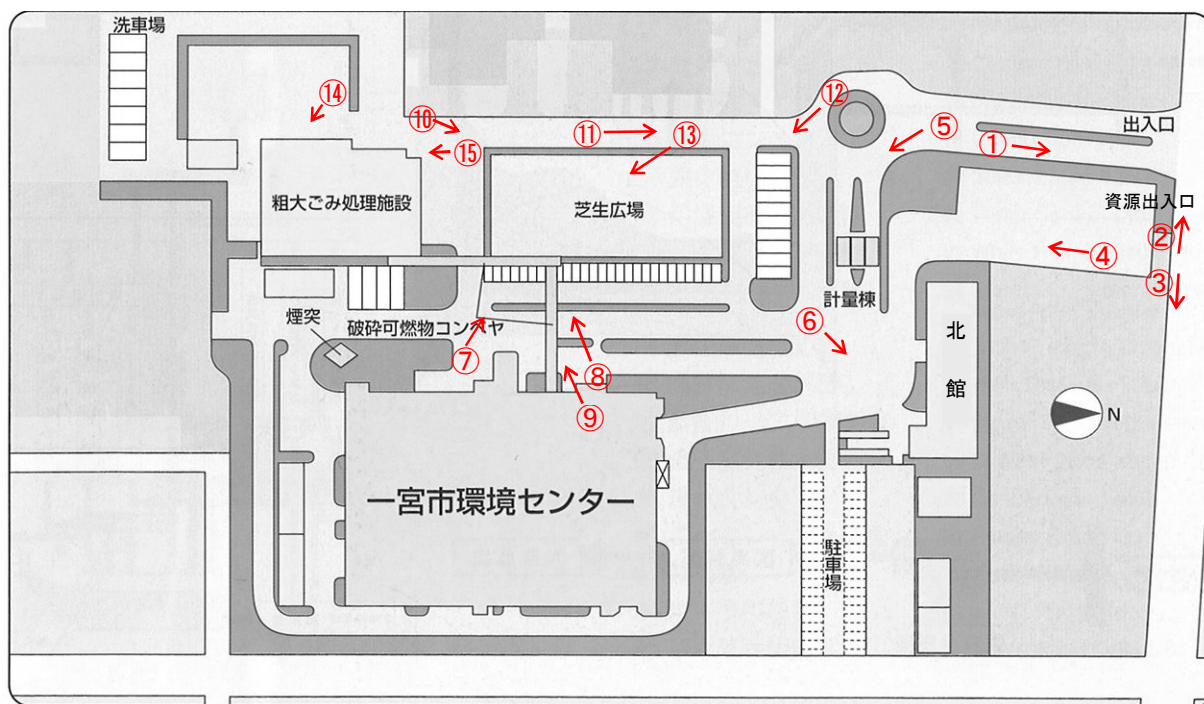 洗車場
⑭
⑩
⑮
⑪
⑬
⑫
⑤
①
出入口
資源出入口
②
③
④
粗大ごみ処理施設
芝生広場
計量棟
煙突
破砕可燃物コンベヤ
⑥
⑦
⑧
⑨
北館
N
一宮市環境センター
駐車場